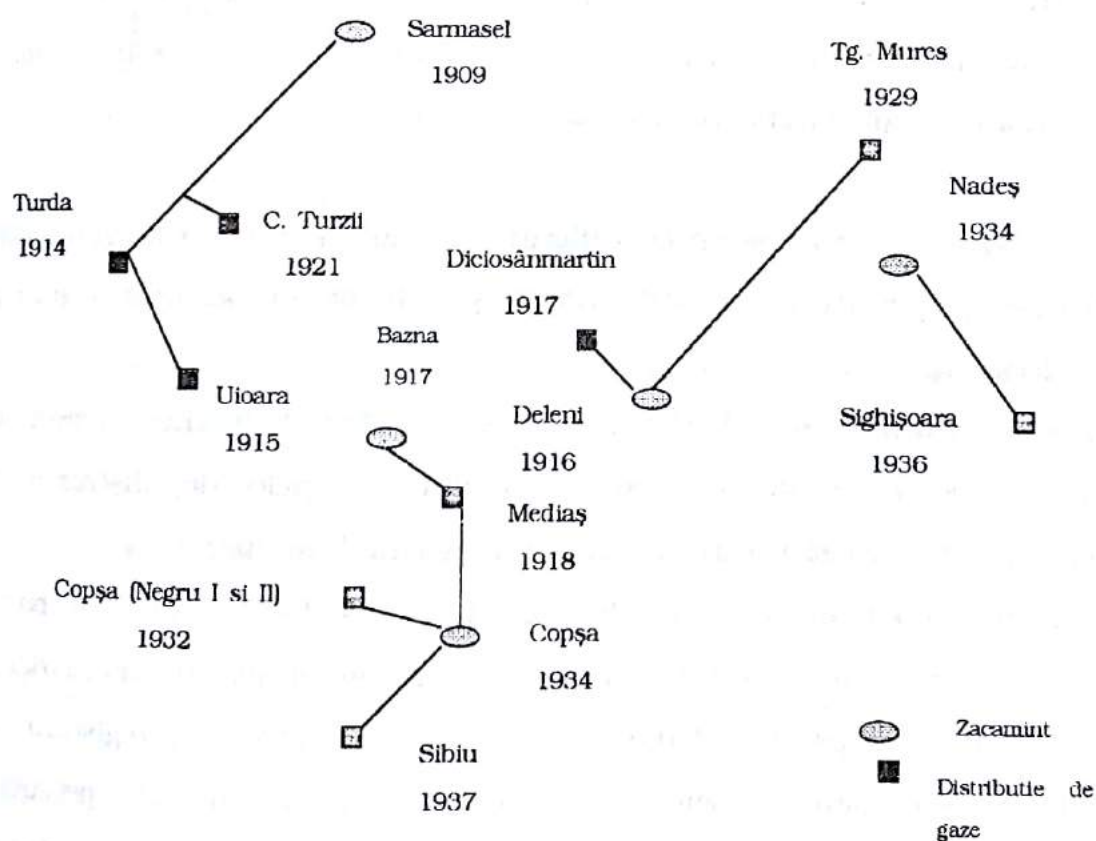 Sarmasel
1909
Tg. Mures
1929
Turda
1914
C. Turzii
1921
Nadeş
1934
Diciosânmartin
1917
Bazna
1917
Uioara
1915
Deleni
1916
Sighişoara
1936
Mediaş
1918
Copşa (Negru I si II)
1932
Copşa
1934
Sibiu
1937
Zacamint
Distributie de
gaze